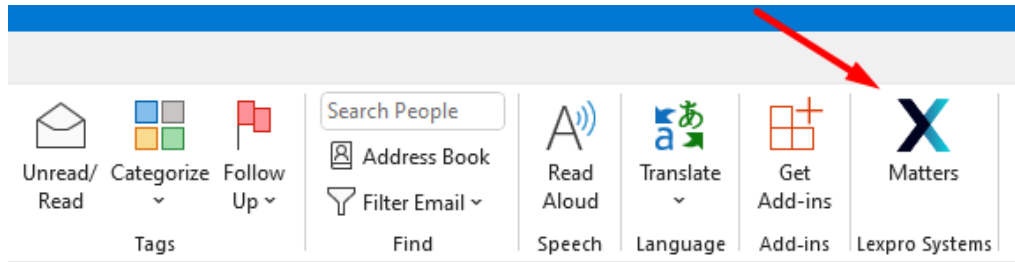 Search People
Address Book
Filter Email
Unread/
Read
Categorize
Follow
Up
Tags
Find
Read
Aloud
Speech
Translate
Language
Get
Add-ins
Add-ins
Matters
Lexpro Systems